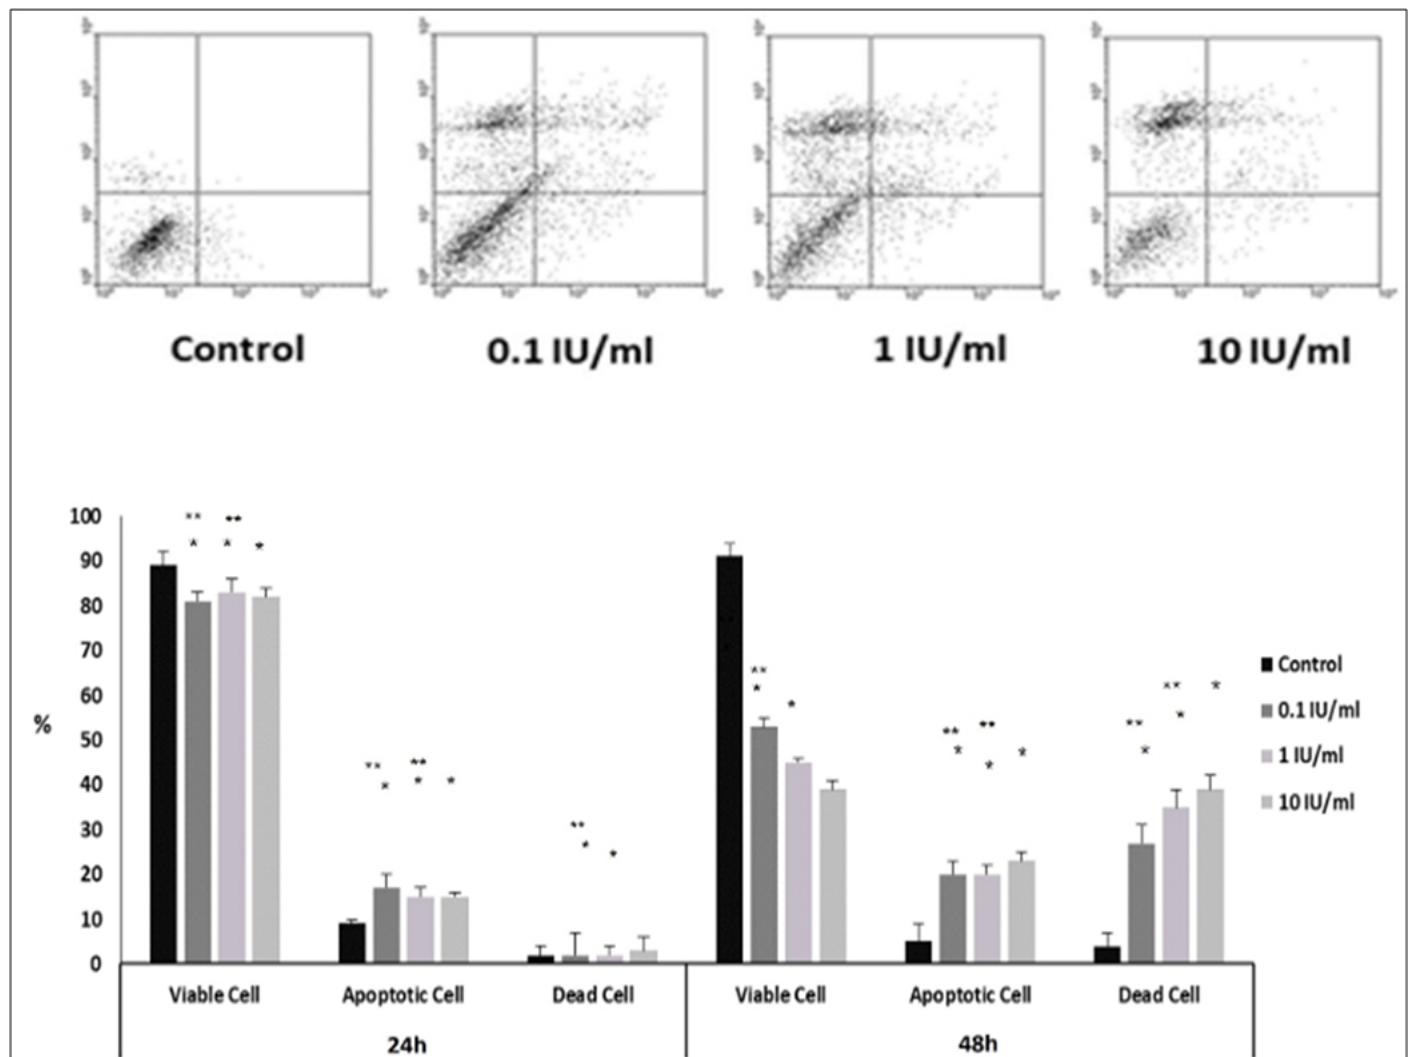 Control
0.1 IU/ml
1 IU/ml
10 IU/ml
100
90
80
70
60
50
40
30
20
10
0
%
** ** * * *
** ** * * *
** * *
** * *
** ** * * *
** ** * * *
Control
0.1 IU/ml
1 IU/ml
10 IU/ml
Viable Cell
Apoptotic Cell
Dead Cell
Viable Cell
Apoptotic Cell
Dead Cell
24h
48h